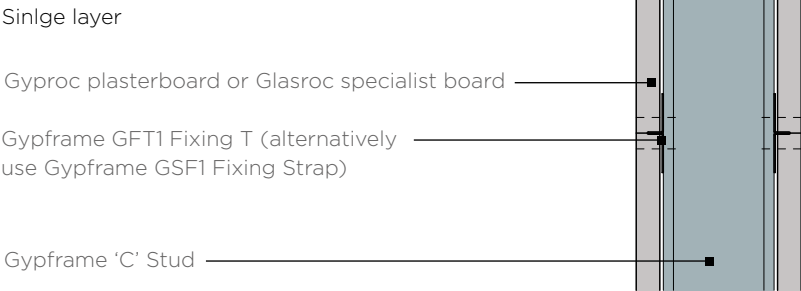 Sinlge layer
Gyproc plasterboard or Glasroc specialist board
Gypframe GFT1 Fixing T (alternatively
use Gypframe GSF1 Fixing Strap)
Gypframe ‘C’ Stud